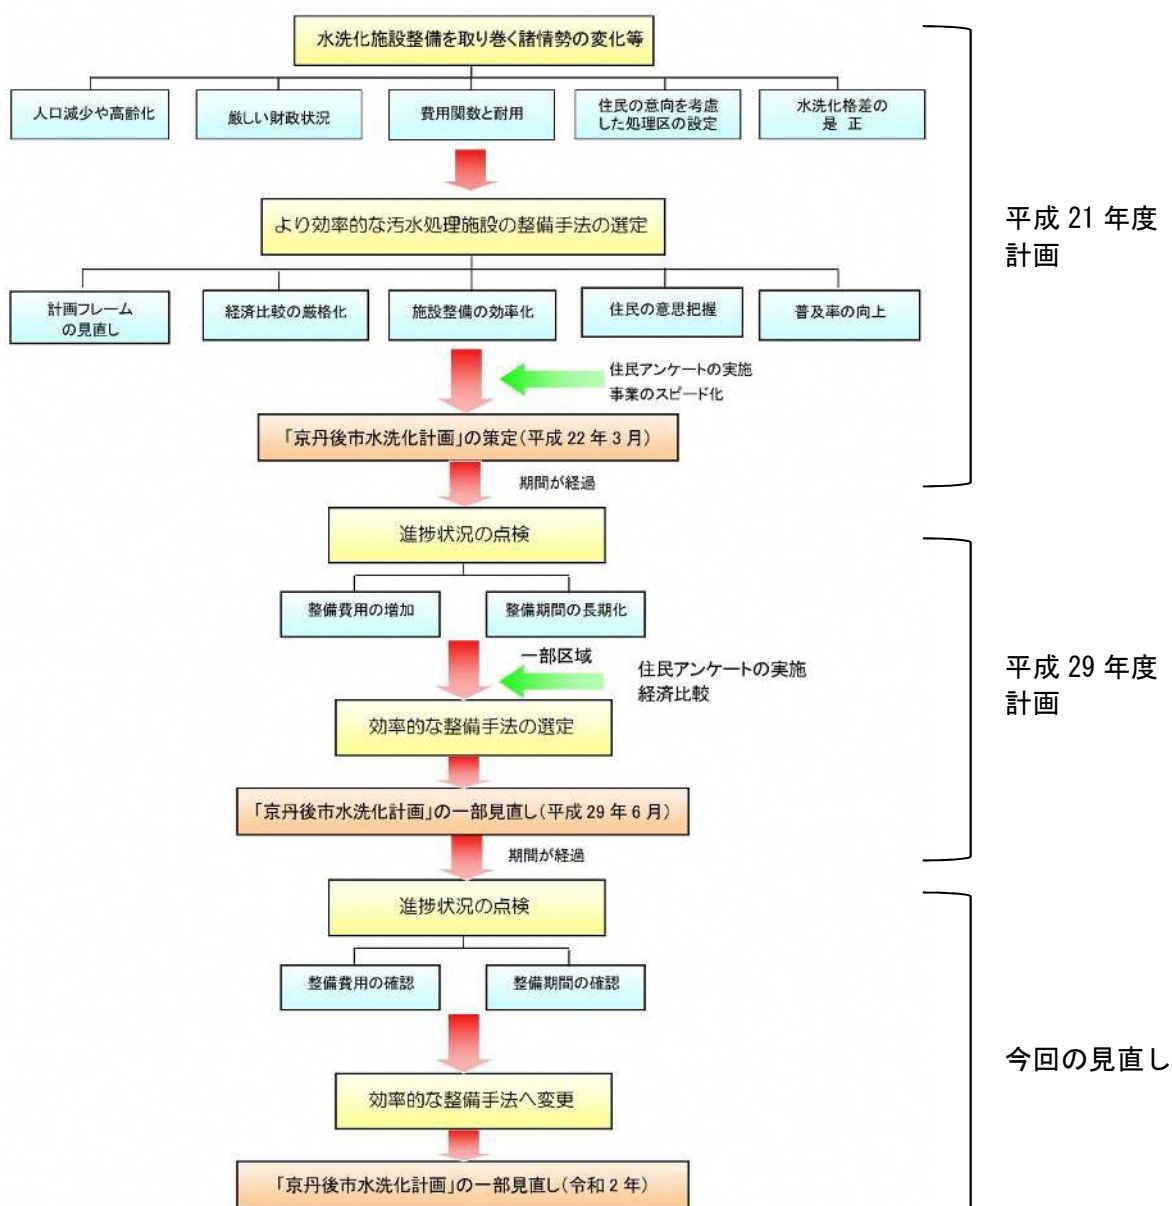 水洗化施設整備を取り巻く諸情勢の変化等
人口減少や高齢化
厳しい財政状況
費用関数と耐用
住民の意向を考慮
した処理区の設定
水洗化格差の
是 正
より効率的な汚水処理施設の整備手法の選定
計画フレーム
の見直し
経済比較の厳格化
施設整備の効率化
住民の意思把握
普及率の向上
住民アンケートの実施
事業のスピード化
「京丹後市水洗化計画」の策定(平成 22 年 3 月)
平成 21 年度
計画
期間が経過
進捗状況の点検
整備費用の増加
整備期間の長期化
一部区域
住民アンケートの実施
経済比較
効率的な整備手法の選定
「京丹後市水洗化計画」の一部見直し(平成 29 年 6 月)
平成 29 年度
計画
期間が経過
進捗状況の点検
整備費用の確認
整備期間の確認
効率的な整備手法へ変更
「京丹後市水洗化計画」の一部見直し(令和 2 年)
今回の見直し